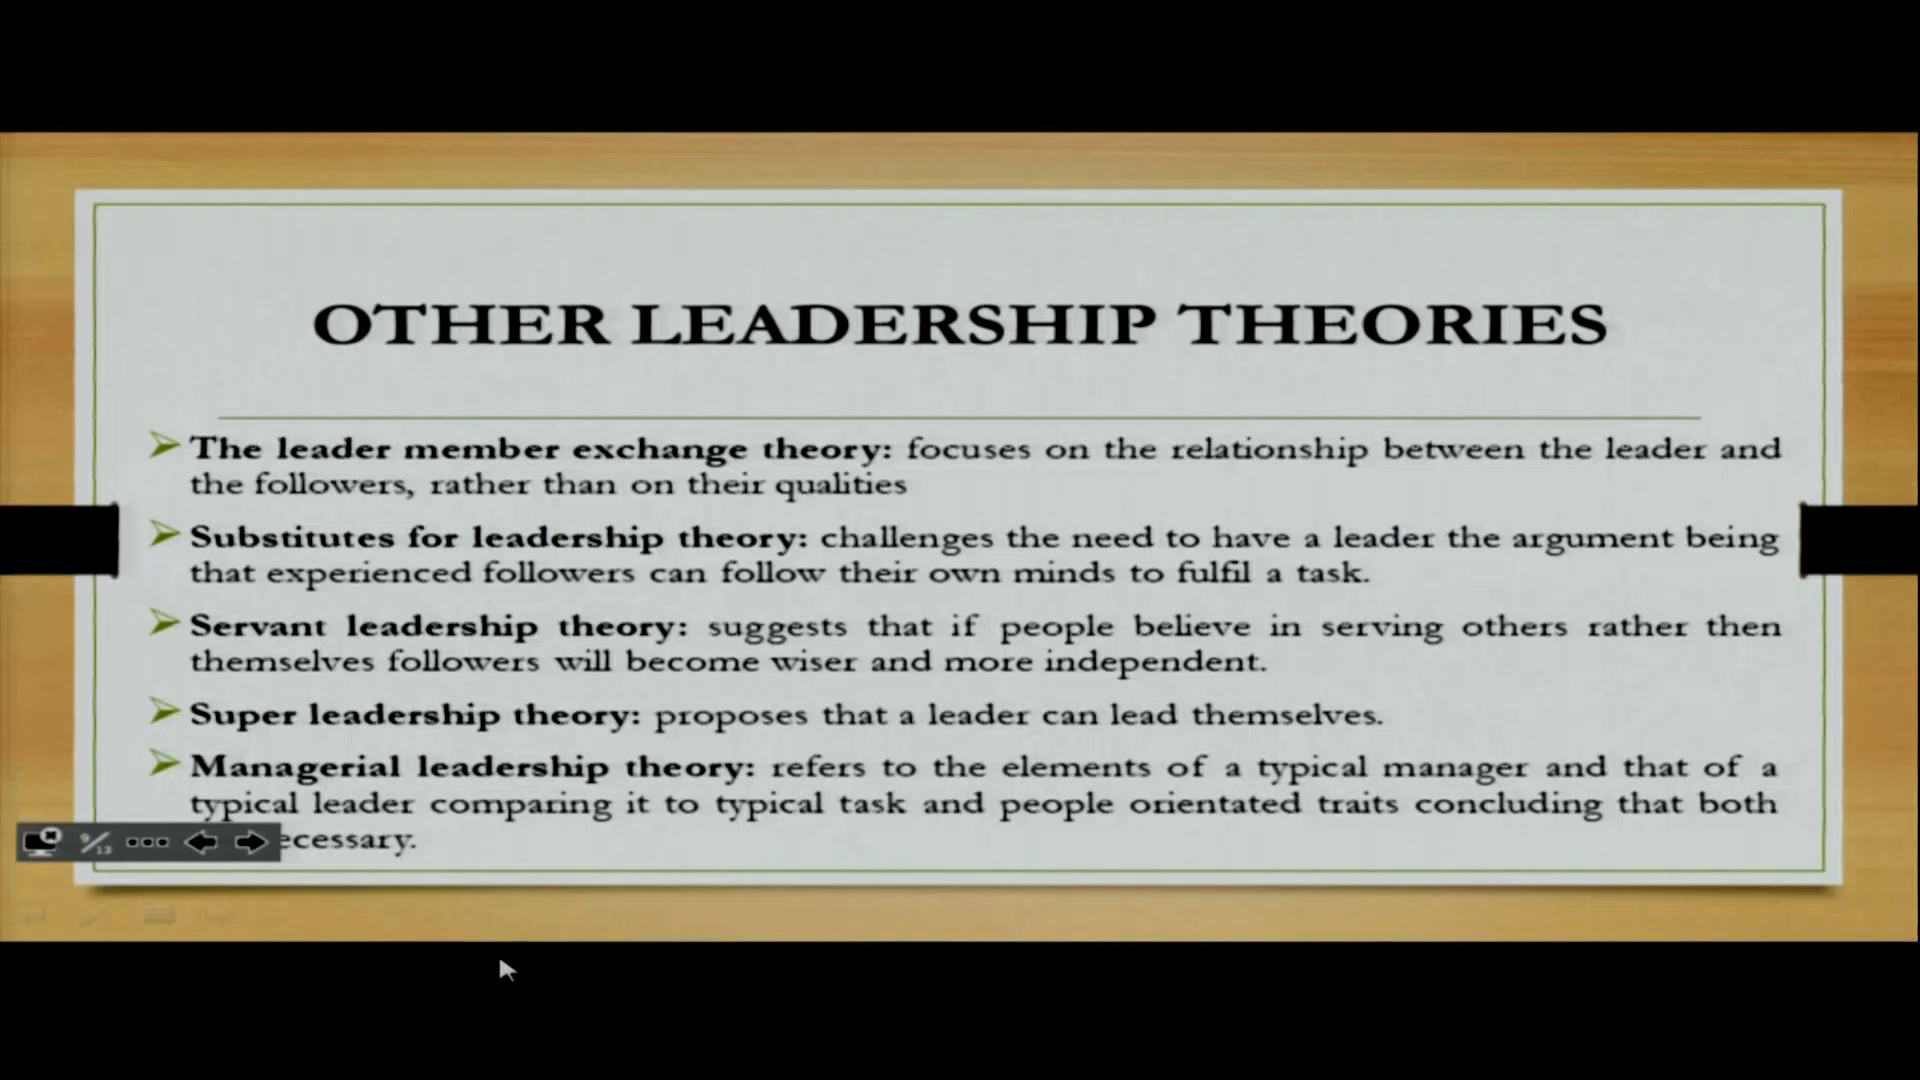 OTHER LEADERSHIP THEORIES
The leader member exchange theory: focuses on the relationship between the leader and
the followers, rather than on their qualities
Substitutes for leadership theory: challenges the need to have a leader the argument being
that experienced followers can follow their own minds to fulfil a task.
Servant leadership theory: suggests that if people believe in serving others rather then
themselves followers will become wiser and more independent.
Super leadership theory: proposes that a leader can lead themselves.
Managerial leadership theory: refers to the elements of a typical manager and that of a
typical leader comparing it to typical task and people orientated traits concluding that both
ecessary.
9/13